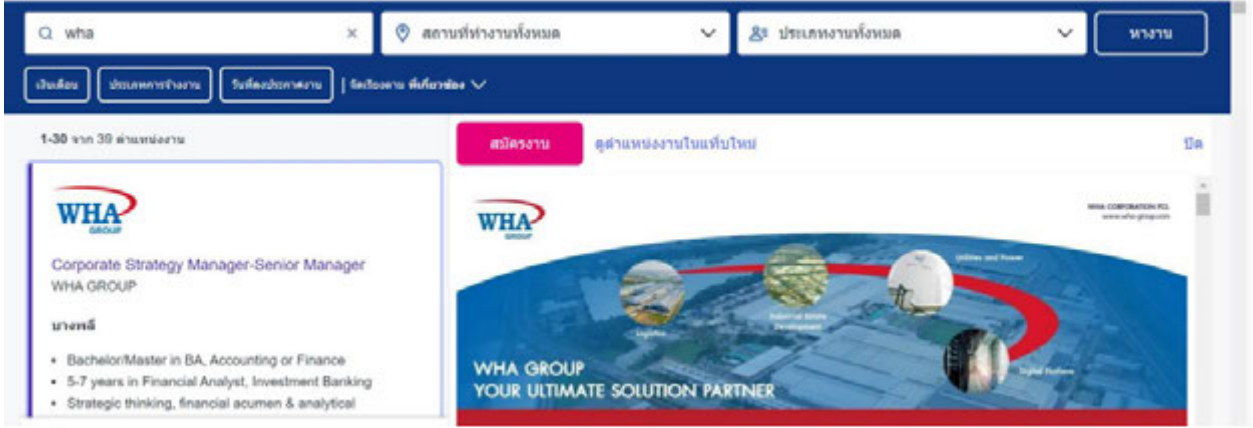 wha
สถานที่ทำงานทั้งหมด
ประเภทงานทั้งหมด
หางาน
เงินเดือน
ประเภทการจ้างงาน
วันที่ลงประกาศงาน
จัดเรียงตาม ที่เกี่ยวข้อง
1-30 จาก 39 ตำแหน่งงาน
WHA
GROUP
Corporate Strategy Manager-Senior Manager
WHA GROUP
บางพลี
• Bachelor/Master in BA, Accounting or Finance
• 5-7 years in Financial Analyst, Investment Banking
• Strategic thinking, financial acumen & analytical
สมัครงาน
ดูตำแหน่งงานในแท็บใหม่
ปิด
WHA
GROUP
WHA CORPORATION PCL
www.wha-group.com
Utilities and Power
Industrial Estate
Development
Logistics
Digital Platform
WHA GROUP
YOUR ULTIMATE SOLUTION PARTNER